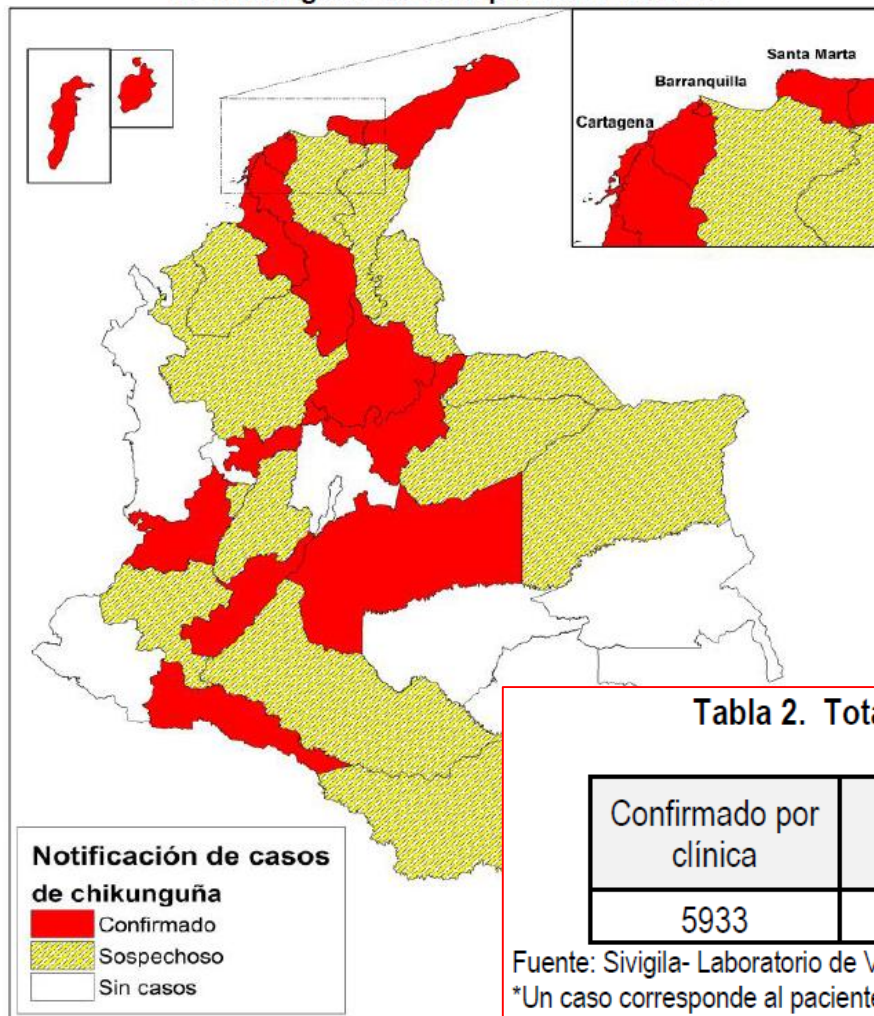 Santa Marta
Barranquilla
Cartagena
Notificación de casos
de chikunguña
Confirmado
Sospechoso
Sin casos
Tabla 2. Tota
Confirmado por
clínica
5933
Fuente: Sivigila- Laboratorio de V
*Un caso corresponde al paciente